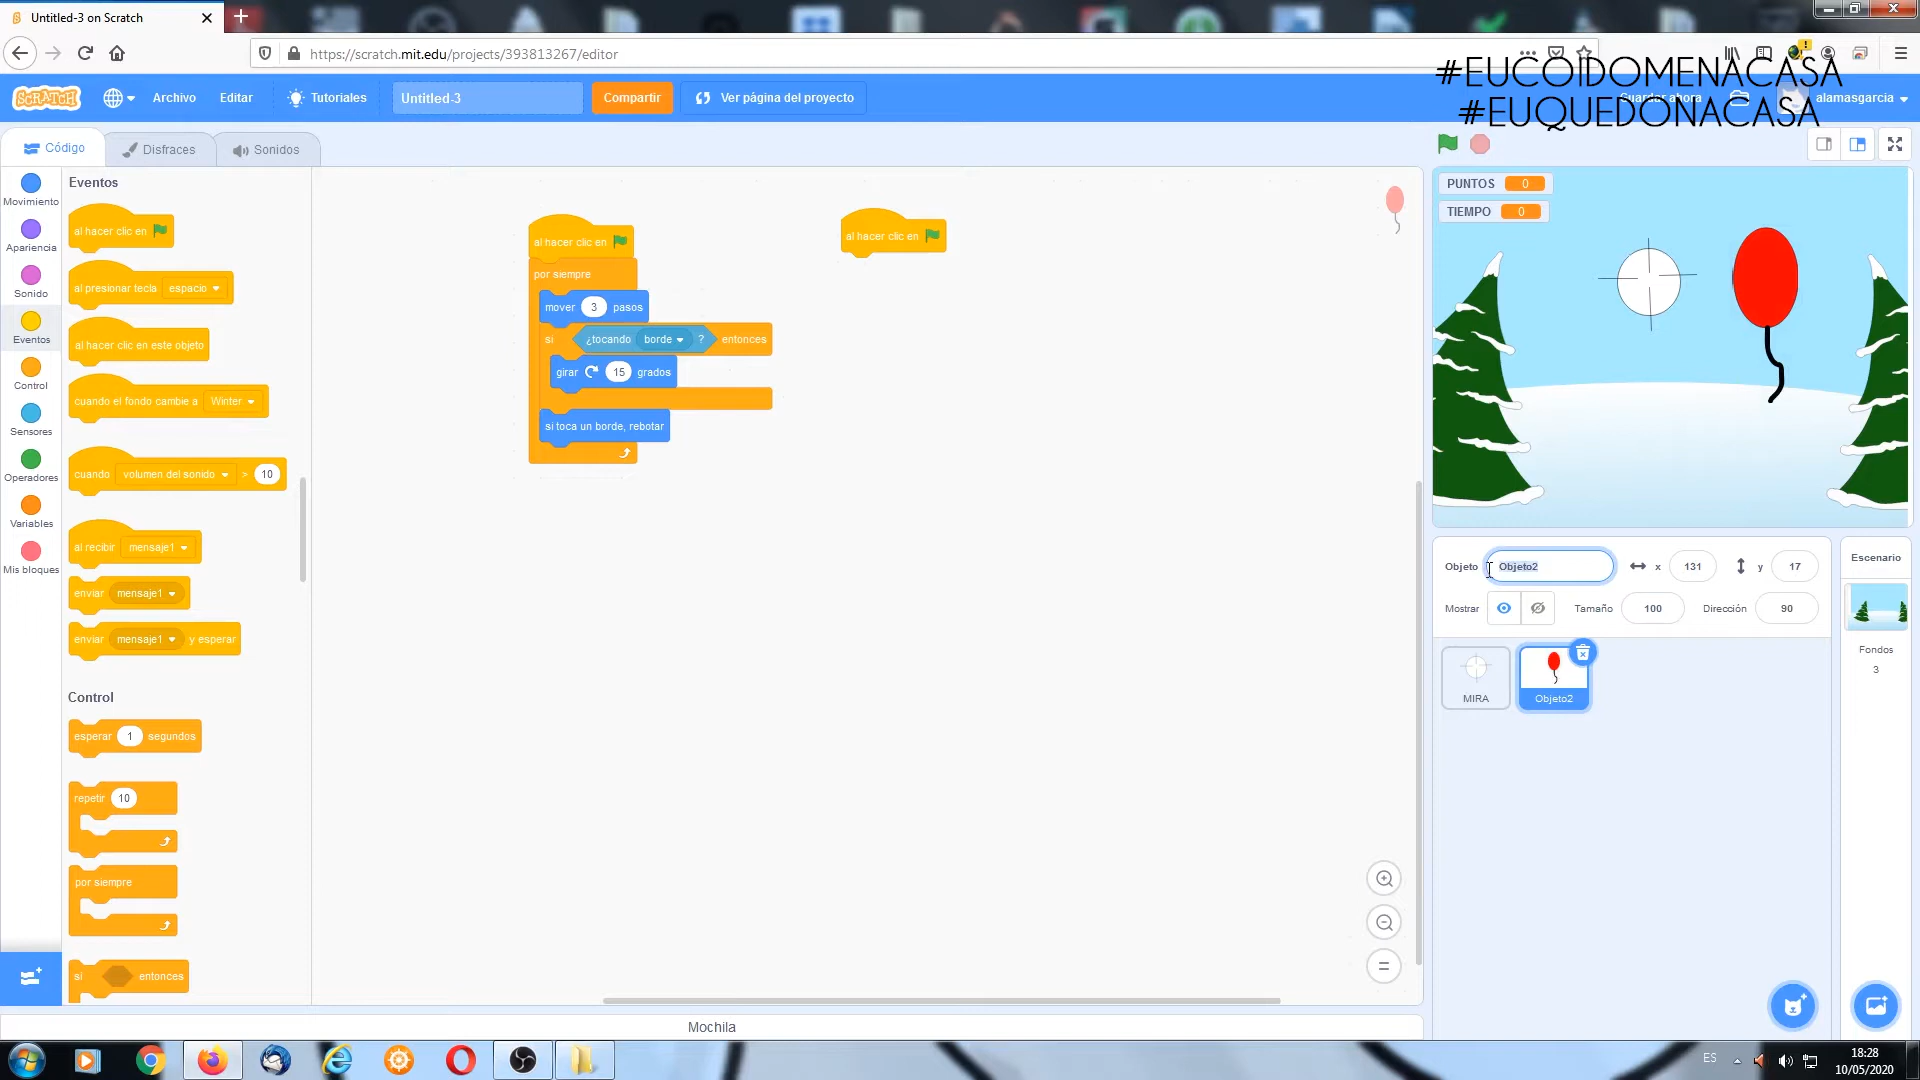 Untitled-3 on Scratch
https://scratch.mit.edu/projects/393813267/editor
#EUCOIDOMENACASA
#EUQUEDONACASA
SCRATCH
Archivo
Editar
Tutoriales
Untitled-3
Compartir
Ver página del proyecto
Guardar ahora
alamasgarcia
Código
Disfraces
Sonidos
Movimiento
Apariencia
Sonido
Eventos
Control
Sensores
Operadores
Variables
Mis bloques
Eventos
al hacer clic en
al presionar tecla espacio
al hacer clic en este objeto
cuando el fondo cambie a Winter
cuando volumen del sonido > 10
al recibir mensaje1
enviar mensaje1
enviar mensaje1 y esperar
Control
esperar 1 segundos
repetir 10
por siempre
si entonces
al hacer clic en
por siempre
mover 3 pasos
si ¿tocando borde ? entonces
girar 15 grados
si toca un borde, rebotar
al hacer clic en
PUNTOS 0
TIEMPO 0
Objeto Objeto2 x 131 y 17
Mostrar Tamaño 100 Dirección 90
MIRA
Objeto2
Escenario
Fondos
3
Mochila
ES
18:28
10/05/2020